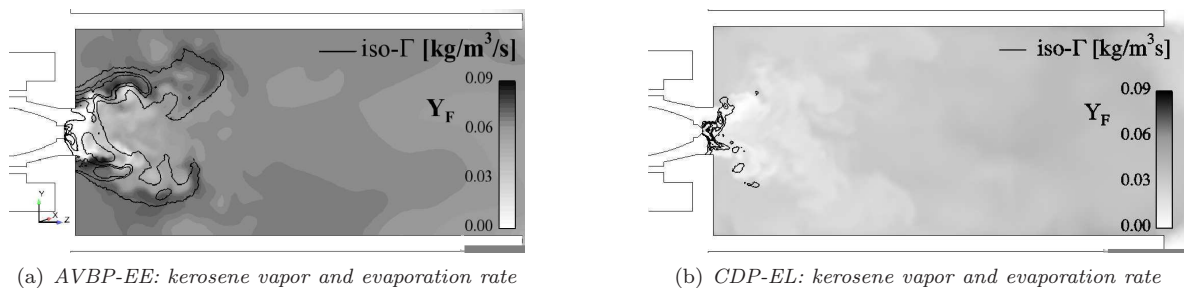 iso-Γ [kg/m³/s]
0.09
Y_F
0.06
0.03
0.00
Y
X
Z
(a) AVBP-EE: kerosene vapor and evaporation rate
iso-Γ [kg/m³s]
0.09
Y_F
0.06
0.03
0.00
(b) CDP-EL: kerosene vapor and evaporation rate